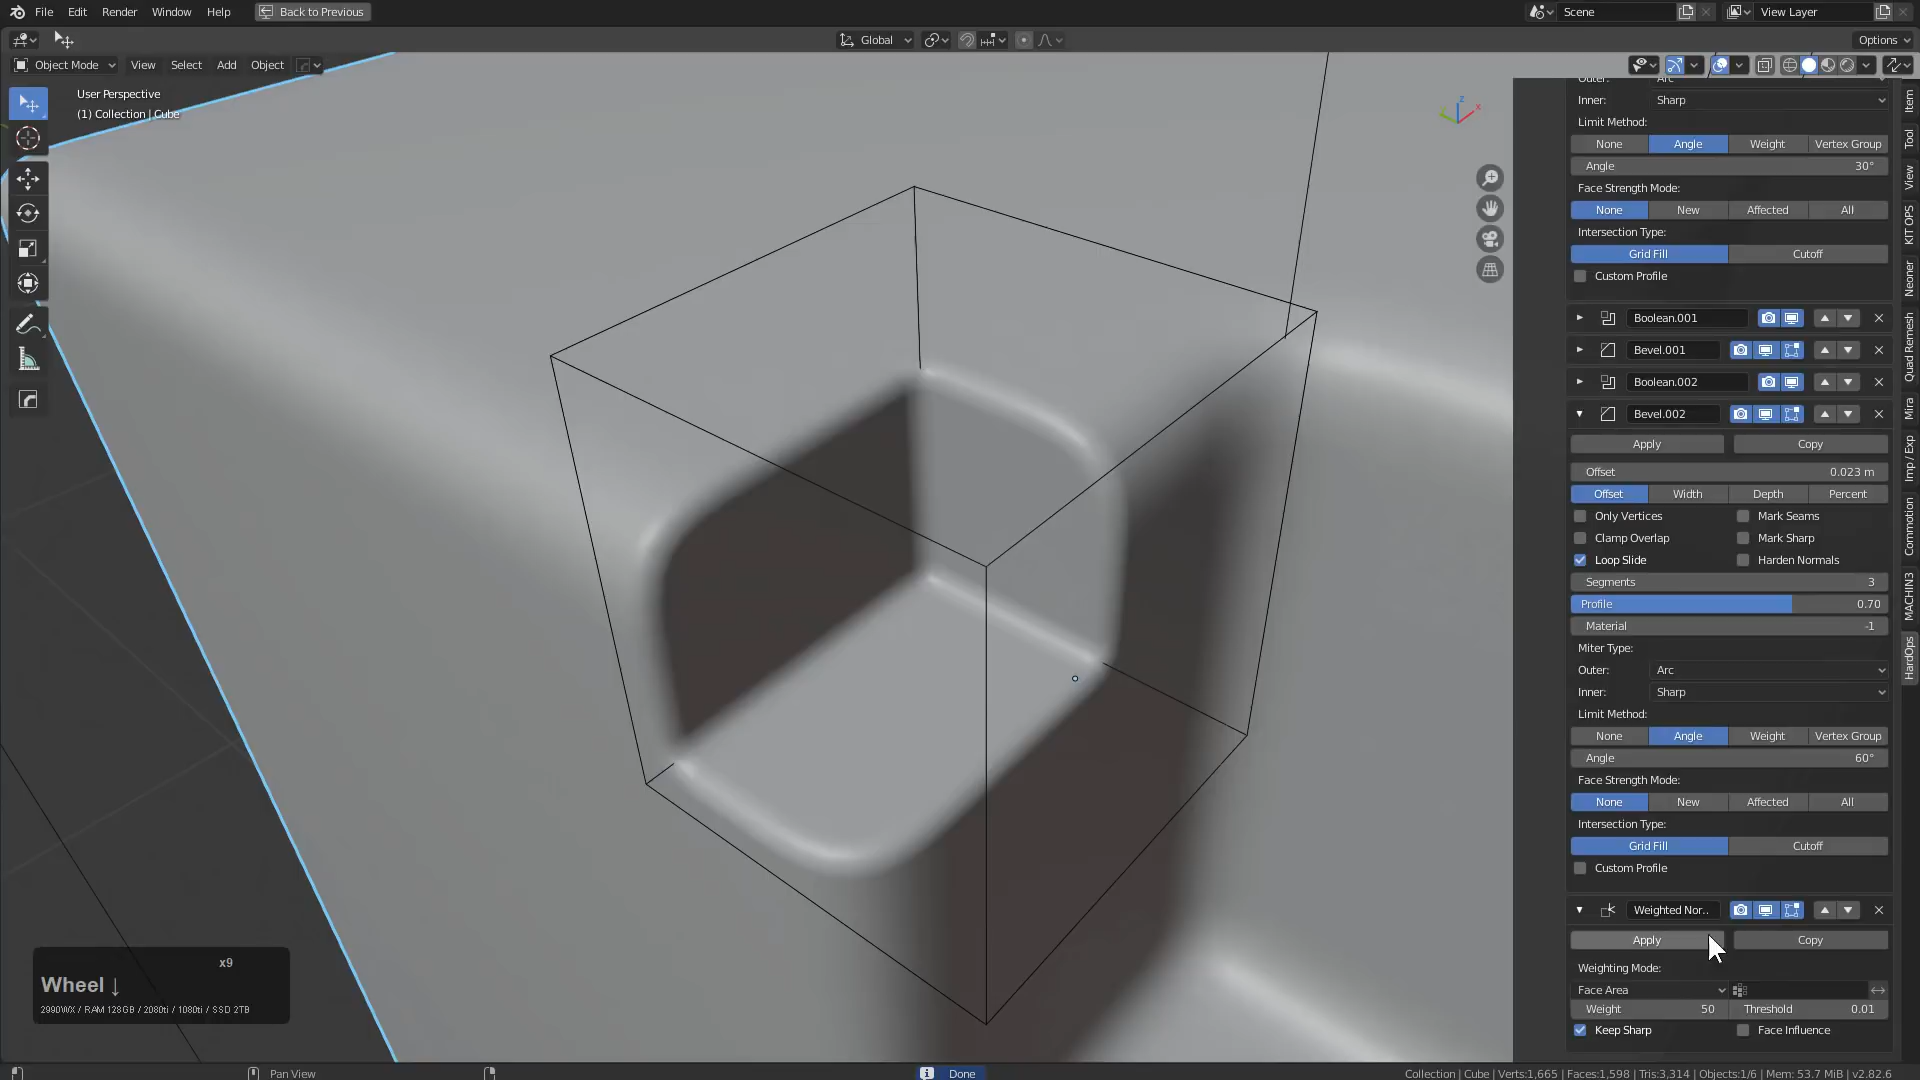 File Edit Render Window Help Back to Previous Scene View Layer
Global Options
Object Mode View Select Add Object
User Perspective
(1) Collection | Cube
Z
X
Inner: Sharp
Limit Method:
None Angle Weight Vertex Group
Angle 30°
Face Strength Mode:
None New Affected All
Intersection Type:
Grid Fill Cutoff
Custom Profile
Boolean.001
Bevel.001
Boolean.002
Bevel.002
Apply Copy
Offset 0.023 m
Offset Width Depth Percent
Only Vertices Mark Seams
Clamp Overlap Mark Sharp
Loop Slide Harden Normals
Segments 3
Profile 0.70
Material -1
Miter Type:
Outer: Arc
Inner: Sharp
Limit Method:
None Angle Weight Vertex Group
Angle 60°
Face Strength Mode:
None New Affected All
Intersection Type:
Grid Fill Cutoff
Custom Profile
Weighted Nor..
Apply Copy
Weighting Mode:
Face Area
Weight 50 Threshold 0.01
Keep Sharp Face Influence
Item
Tool
View
KIT OPS
Neoner
Quad Remesh
Mira
Imp / Exp
Commotion
MACHIN3
HardOps
x9
Wheel ↓
2990WX / RAM 128GB / 2080ti / 1080ti / SSD 2TB
Pan View Done Collection | Cube | Verts:1,665 | Faces:1,598 | Tris:3,314 | Objects:1/6 | Mem: 53.7 MiB | v2.82.6